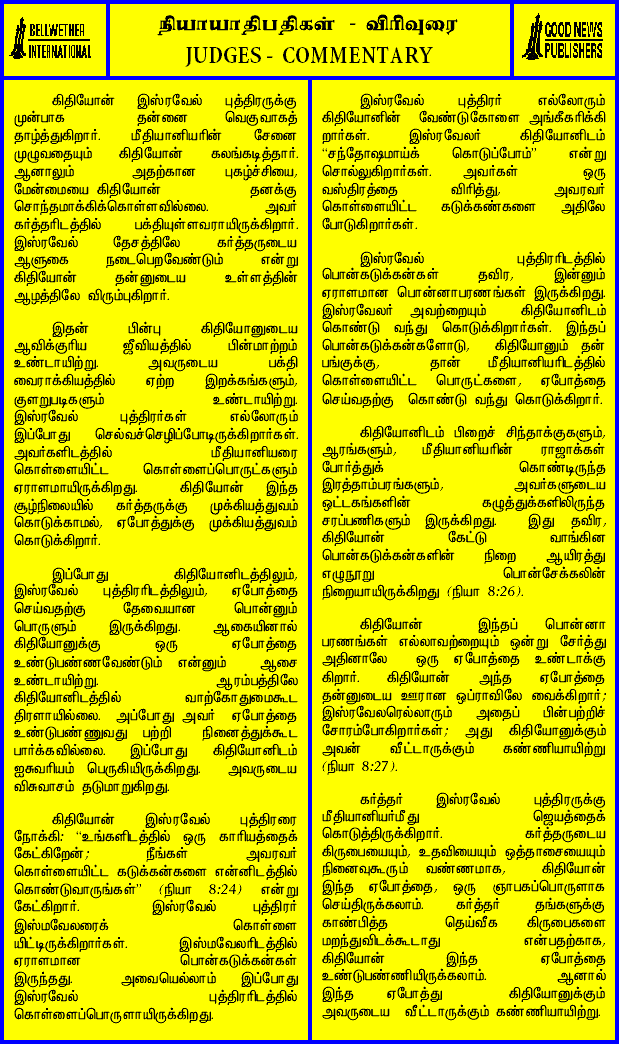 BELLWETHER
INTERNATIONAL
நியாயாதிபதிகள் - விரிவுரை
JUDGES - COMMENTARY
GOOD NEWS
PUBLISHERS
கிதியோன் இஸ்ரவேல் புத்திரருக்கு
முன்பாக தன்னை வெகுவாகத்
தாழ்த்துகிறார். மீதியானியரின் சேனை
முழுவதையும் கிதியோன் கலங்கடித்தார்.
ஆனாலும் அதற்கான புகழ்ச்சியை,
மேன்மையை கிதியோன் தனக்கு
சொந்தமாக்கிக்கொள்ளவில்லை. அவர்
கர்த்தரிடத்தில் பக்தியுள்ளவராயிருக்கிறார்.
இஸ்ரவேல் தேசத்திலே கர்த்தருடைய
ஆளுகை நடைபெறவேண்டும் என்று
கிதியோன் தன்னுடைய உள்ளத்தின்
ஆழத்திலே விரும்புகிறார்.
இதன் பின்பு கிதியோனுடைய
ஆவிக்குரிய ஜீவியத்தில் பின்மாற்றம்
உண்டாயிற்று. அவருடைய பக்தி
வைராக்கியத்தில் ஏற்ற இறக்கங்களும்,
குளறுபடிகளும் உண்டாயிற்று.
இஸ்ரவேல் புத்திரர்கள் எல்லோரும்
இப்போது செல்வச்செழிப்போடிருக்கிறார்கள்.
அவர்களிடத்தில் மீதியானியரை
கொள்ளையிட்ட கொள்ளைப்பொருட்களும்
ஏராளமாயிருக்கிறது. கிதியோன் இந்த
சூழ்நிலையில் கர்த்தருக்கு முக்கியத்துவம்
கொடுக்காமல், ஏபோத்துக்கு முக்கியத்துவம்
கொடுக்கிறார்.
இப்போது கிதியோனிடத்திலும்,
இஸ்ரவேல் புத்திரரிடத்திலும், ஏபோத்தை
செய்வதற்கு தேவையான பொன்னும்
பொருளும் இருக்கிறது. ஆகையினால்
கிதியோனுக்கு ஒரு ஏபோத்தை
உண்டுபண்ணவேண்டும் என்னும் ஆசை
உண்டாயிற்று. ஆரம்பத்திலே
கிதியோனிடத்தில் வாற்கோதுமைகூட
திரளாயில்லை. அப்போது அவர் ஏபோத்தை
உண்டுபண்ணுவது பற்றி நினைத்துக்கூட
பார்க்கவில்லை. இப்போது கிதியோனிடம்
ஐசுவரியம் பெருகியிருக்கிறது. அவருடைய
விசுவாசம் தடுமாறுகிறது.
கிதியோன் இஸ்ரவேல் புத்திரரை
நோக்கி: “உங்களிடத்தில் ஒரு காரியத்தைக்
கேட்கிறேன்; நீங்கள் அவரவர்
கொள்ளையிட்ட கடுக்கன்களை என்னிடத்தில்
கொண்டுவாருங்கள்” (நியா 8:24) என்று
கேட்கிறார். இஸ்ரவேல் புத்திரர்
இஸ்மவேலரைக் கொள்ளை
யிட்டிருக்கிறார்கள். இஸ்மவேலரிடத்தில்
ஏராளமான பொன்கடுக்கன்கள்
இருந்தது. அவையெல்லாம் இப்போது
இஸ்ரவேல் புத்திரரிடத்தில்
கொள்ளைப்பொருளாயிருக்கிறது.
இஸ்ரவேல் புத்திரர் எல்லோரும்
கிதியோனின் வேண்டுகோளை அங்கீகரிக்கி
றார்கள். இஸ்ரவேலர் கிதியோனிடம்
“சந்தோஷமாய்க் கொடுப்போம்” என்று
சொல்லுகிறார்கள். அவர்கள் ஒரு
வஸ்திரத்தை விரித்து, அவரவர்
கொள்ளையிட்ட கடுக்கண்களை அதிலே
போடுகிறார்கள்.
இஸ்ரவேல் புத்திரரிடத்தில்
பொன்கடுக்கன்கள் தவிர, இன்னும்
ஏராளமான பொன்னாபரணங்கள் இருக்கிறது.
இஸ்ரவேலர் அவற்றையும் கிதியோனிடம்
கொண்டு வந்து கொடுக்கிறார்கள். இந்தப்
பொன்கடுக்கன்களோடு, கிதியோனும் தன்
பங்குக்கு, தான் மீதியானியரிடத்தில்
கொள்ளையிட்ட பொருட்களை, ஏபோத்தை
செய்வதற்கு கொண்டு வந்து கொடுக்கிறார்.
கிதியோனிடம் பிறைச் சிந்தாக்குகளும்,
ஆரங்களும், மீதியானியரின் ராஜாக்கள்
போர்த்துக் கொண்டிருந்த
இரத்தாம்பரங்களும், அவர்களுடைய
ஒட்டகங்களின் கழுத்துக்களிலிருந்த
சரப்பணிகளும் இருக்கிறது. இது தவிர,
கிதியோன் கேட்டு வாங்கின
பொன்கடுக்கன்களின் நிறை ஆயிரத்து
எழுநூறு பொன்சேக்கலின்
நிறையாயிருக்கிறது (நியா 8:26).
கிதியோன் இந்தப் பொன்னா
பரணங்கள் எல்லாவற்றையும் ஒன்று சேர்த்து
அதினாலே ஒரு ஏபோத்தை உண்டாக்கு
கிறார். கிதியோன் அந்த ஏபோத்தை
தன்னுடைய ஊரான ஒப்ராவிலே வைக்கிறார்;
இஸ்ரவேலரெல்லாரும் அதைப் பின்பற்றிச்
சோரம்போகிறார்கள்; அது கிதியோனுக்கும்
அவன் வீட்டாருக்கும் கண்ணியாயிற்று
(நியா 8:27).
கர்த்தர் இஸ்ரவேல் புத்திரருக்கு
மீதியானியர்மீது ஜெயத்தைக்
கொடுத்திருக்கிறார். கர்த்தருடைய
கிருபையையும், உதவியையும் ஒத்தாசையையும்
நினைவுகூரும் வண்ணமாக, கிதியோன்
இந்த ஏபோத்தை, ஒரு ஞாபகப்பொருளாக
செய்திருக்கலாம். கர்த்தர் தங்களுக்கு
காண்பித்த தெய்வீக கிருபைகளை
மறந்துவிடக்கூடாது என்பதற்காக,
கிதியோன் இந்த ஏபோத்தை
உண்டுபண்ணியிருக்கலாம். ஆனால்
இந்த ஏபோத்து கிதியோனுக்கும்
அவருடைய வீட்டாருக்கும் கண்ணியாயிற்று.